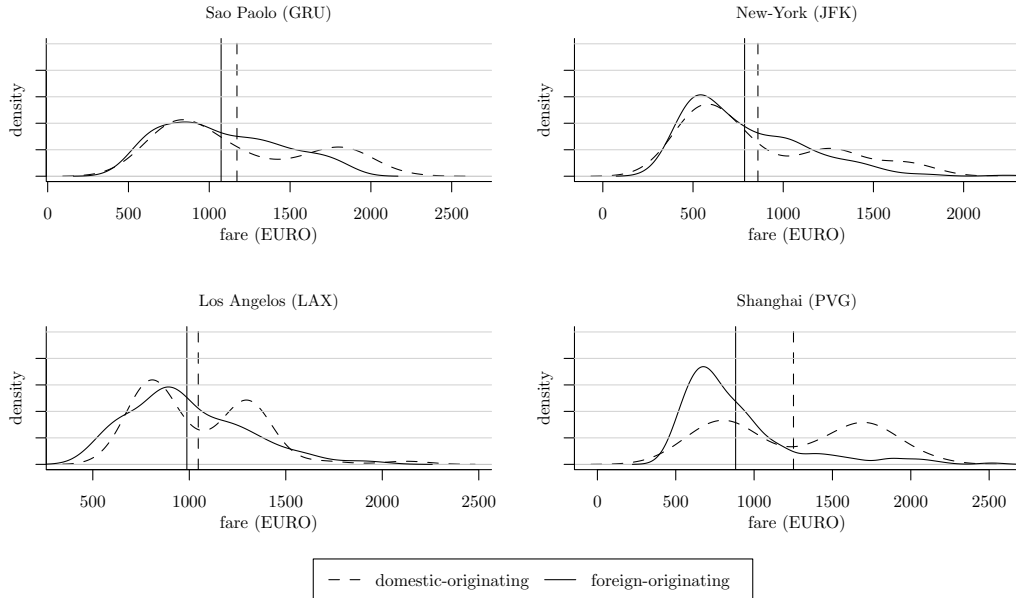 Sao Paolo (GRU)
density
0 500 1000 1500 2000 2500
fare (EURO)
New-York (JFK)
density
0 500 1000 1500 2000
fare (EURO)
Los Angelos (LAX)
density
500 1000 1500 2000 2500
fare (EURO)
Shanghai (PVG)
density
0 500 1000 1500 2000 2500
fare (EURO)
domestic-originating foreign-originating